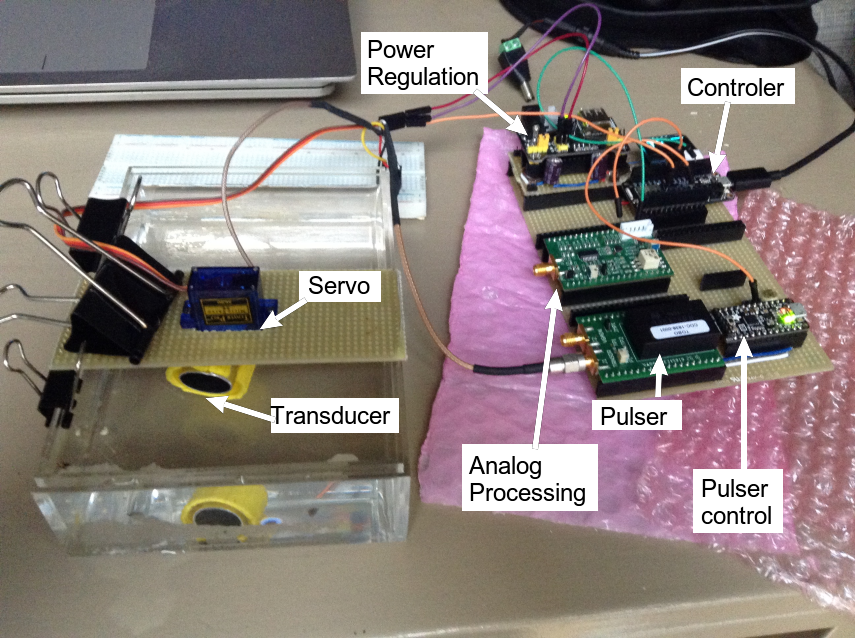 Power
Regulation
Controler
Servo
Transducer
Pulser
Analog
Processing
Pulser
control